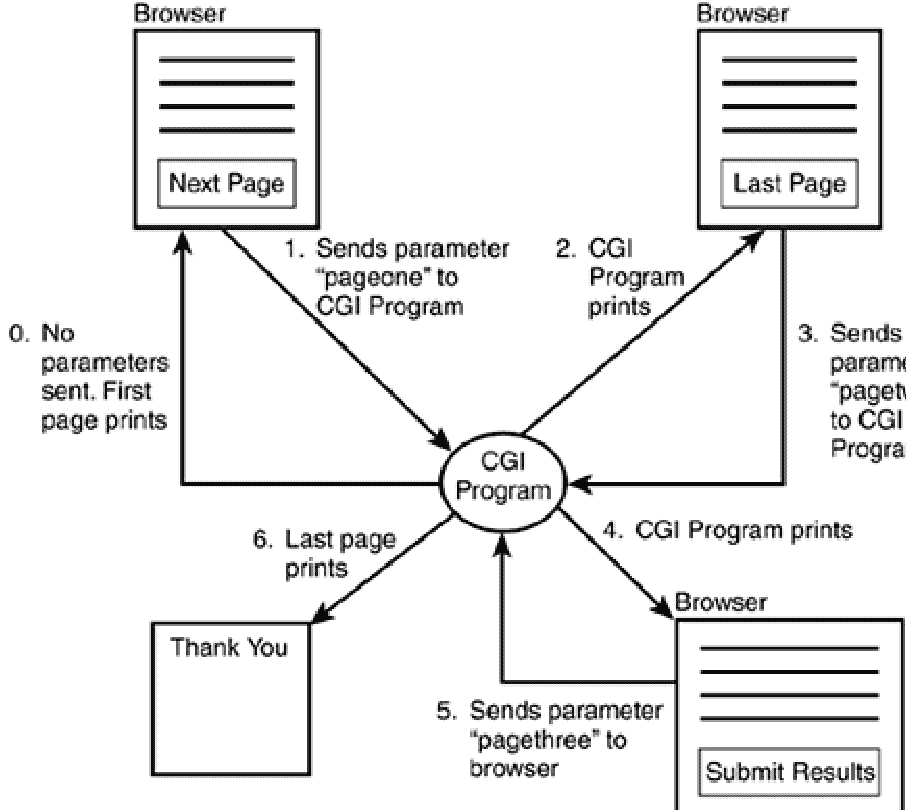 Browser
Next Page
Browser
Last Page
0. No
parameters
sent. First
page prints
1. Sends parameter
“pageone” to
CGI Program
2. CGI
Program
prints
3. Sends
to CGI
CGI
Program
4. CGI Program prints
Browser
Submit Results
5. Sends parameter
“pagethree” to
browser
6. Last page
prints
Thank You